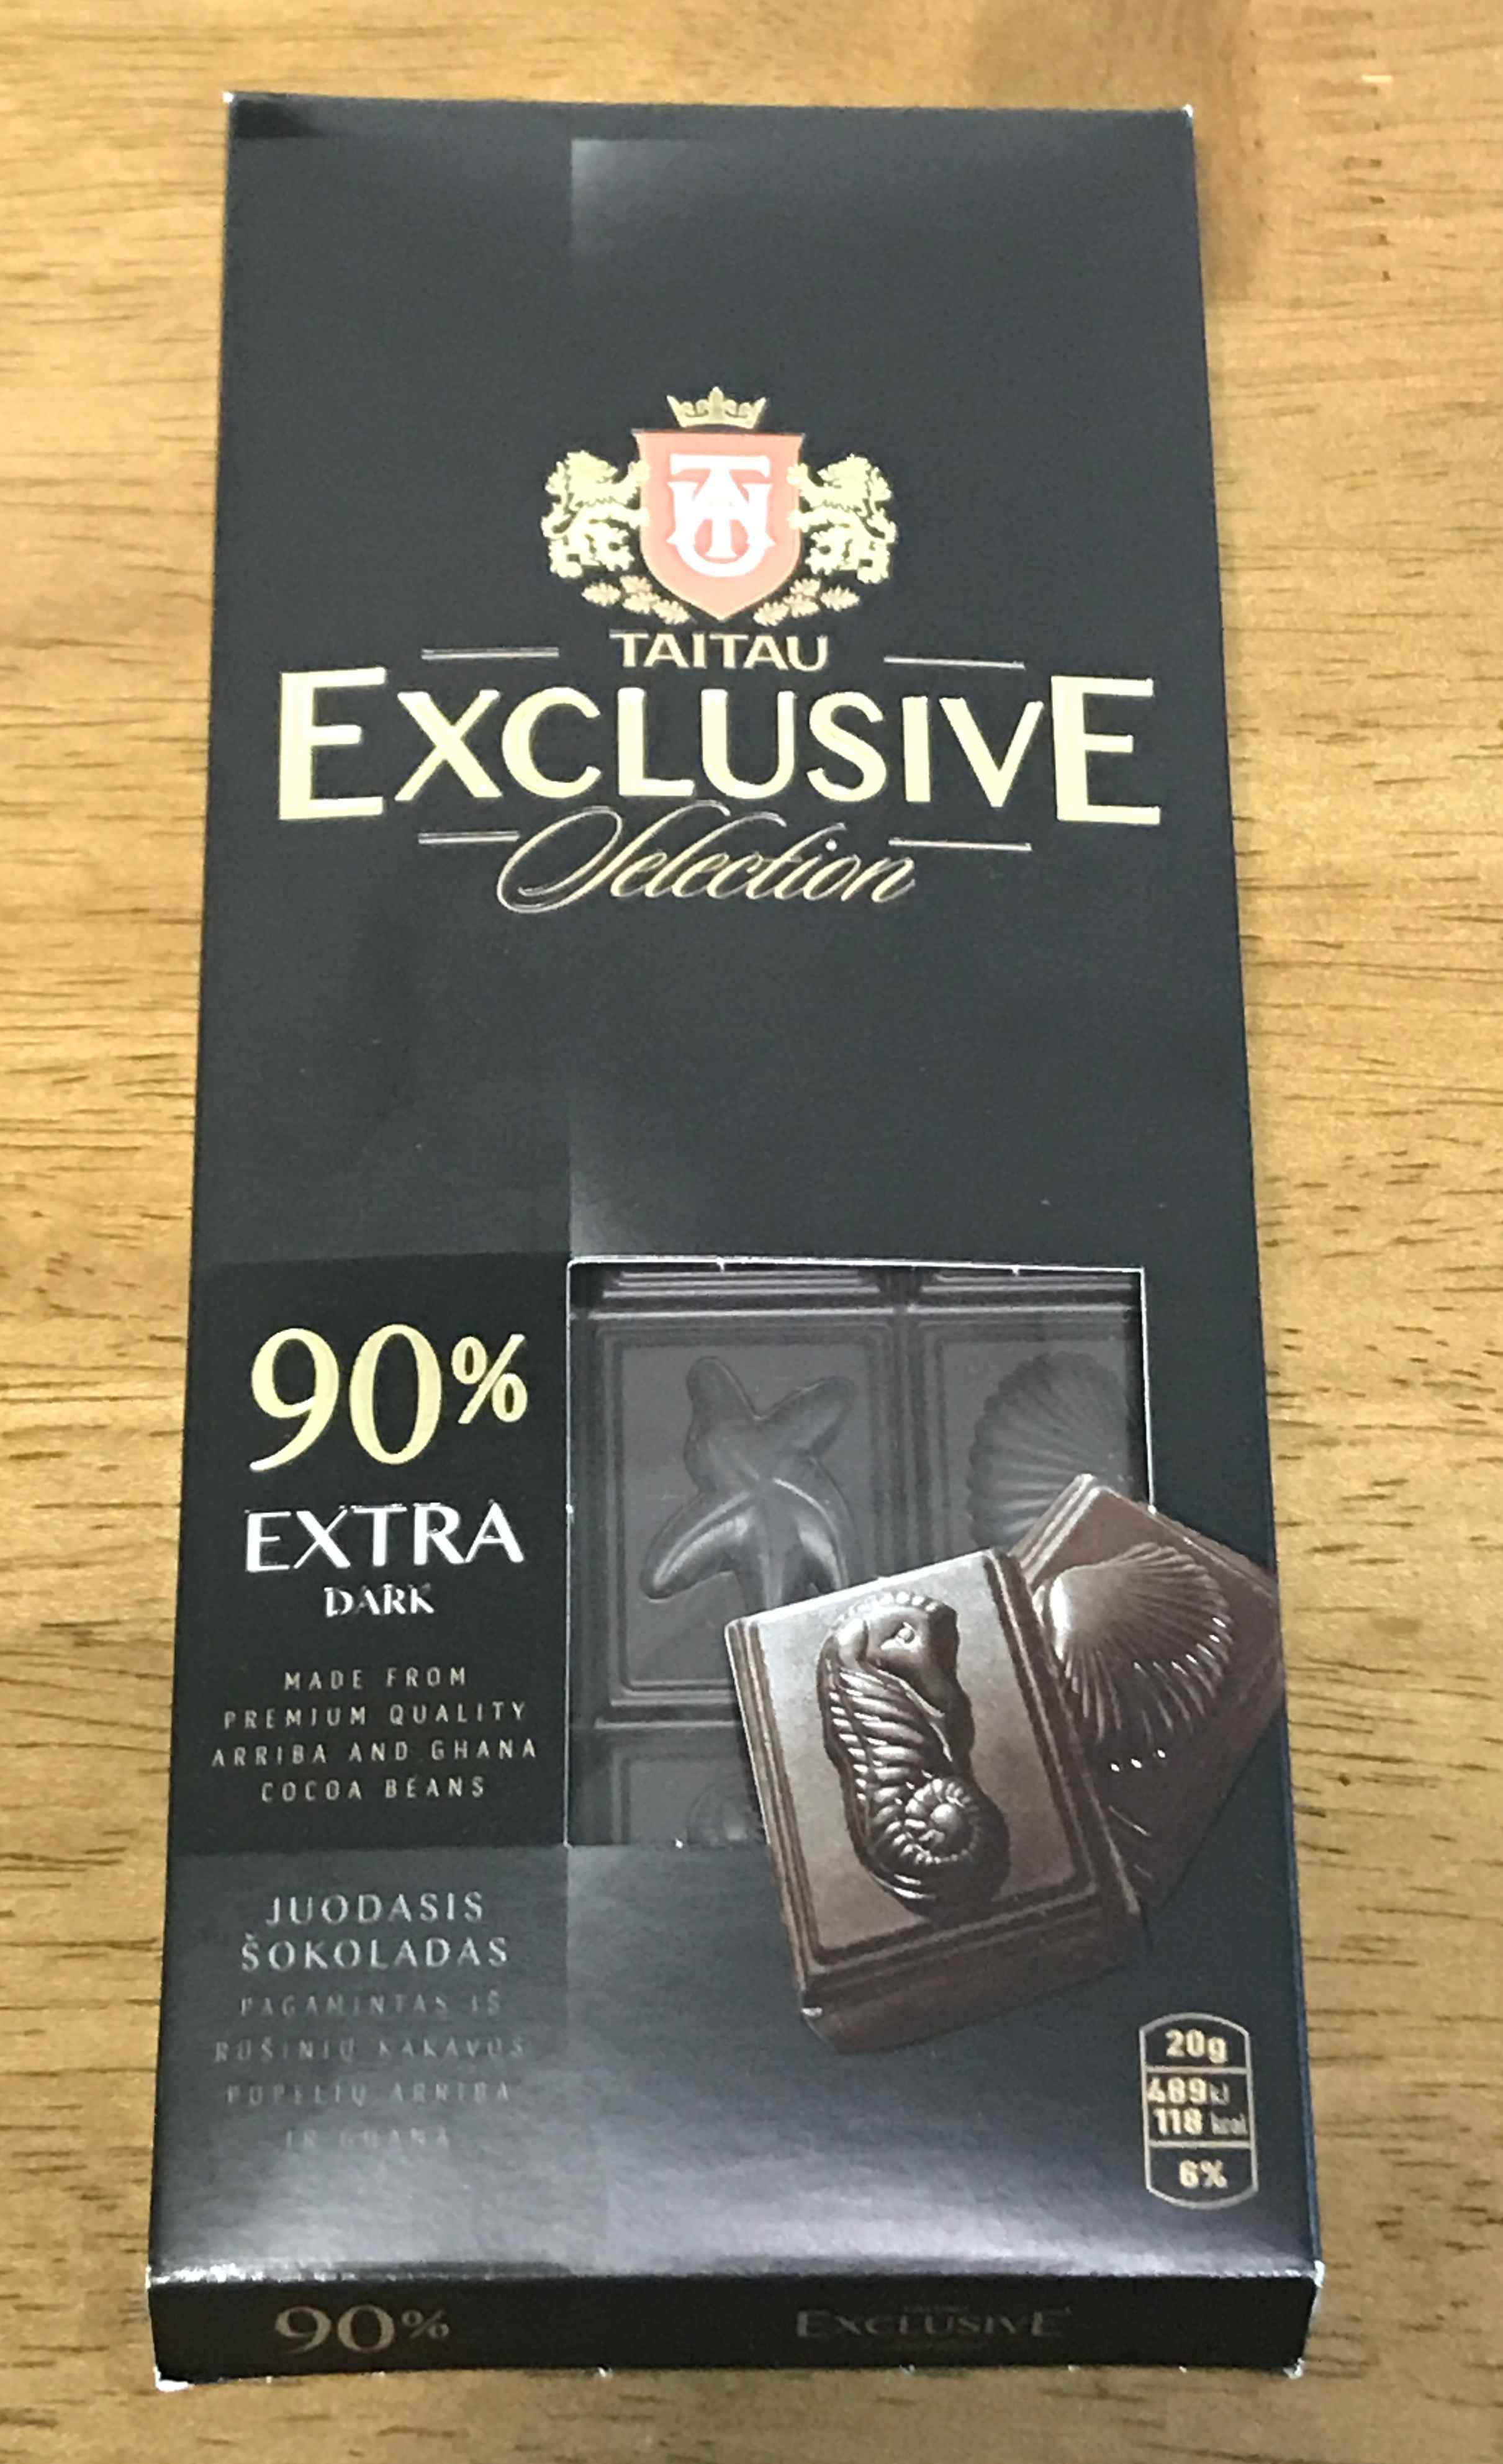 TAU
TAITAU
EXCLUSIVE
Selection
90%
EXTRA
DARK
MADE FROM
PREMIUM QUALITY
ARRIBA AND GHANA
COCOA BEANS
JUODASIS
ŠOKOLADAS
PAGAMINTAS IŠ
RŪŠINIŲ KAKAVOS
PUPELIŲ ARRIBA
IR GHANA
20g
489kJ
118 kcal
6%
90%
EXCLUSIVE